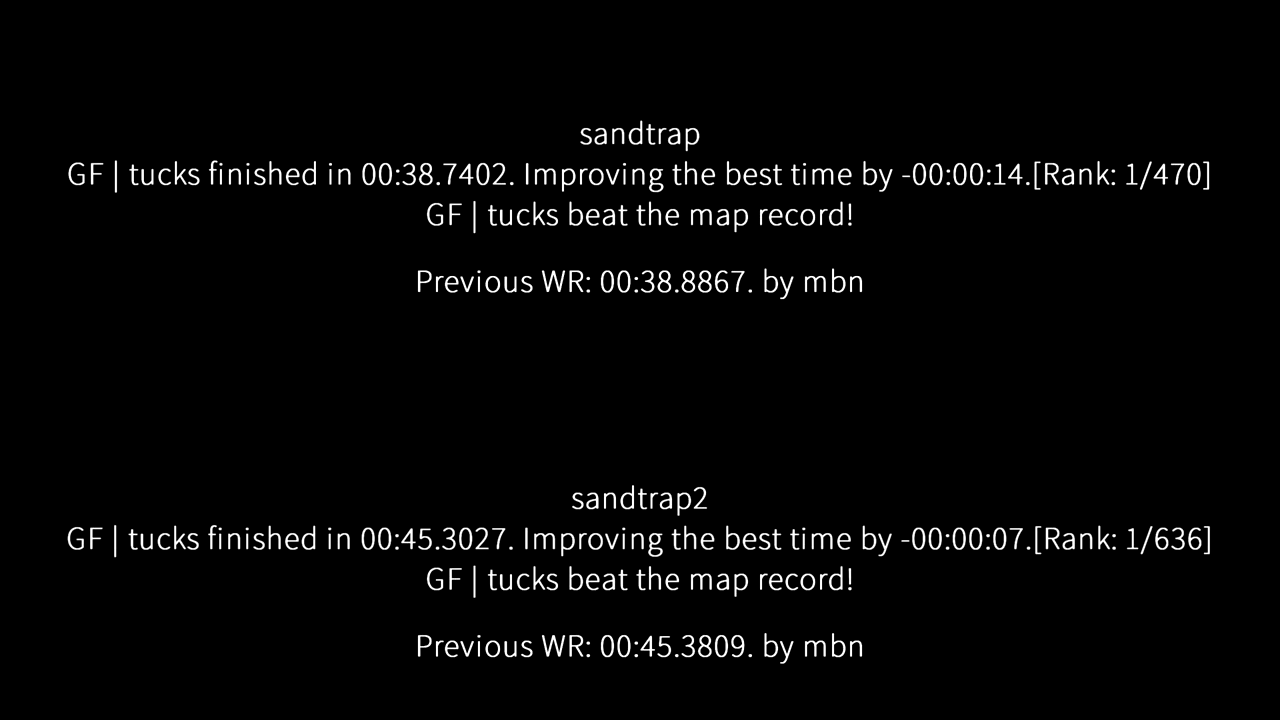 sandtrap
GF | tucks finished in 00:38.7402. Improving the best time by -00:00:14.[Rank: 1/470]
GF | tucks beat the map record!
Previous WR: 00:38.8867. by mbn
sandtrap2
GF | tucks finished in 00:45.3027. Improving the best time by -00:00:07.[Rank: 1/636]
GF | tucks beat the map record!
Previous WR: 00:45.3809. by mbn